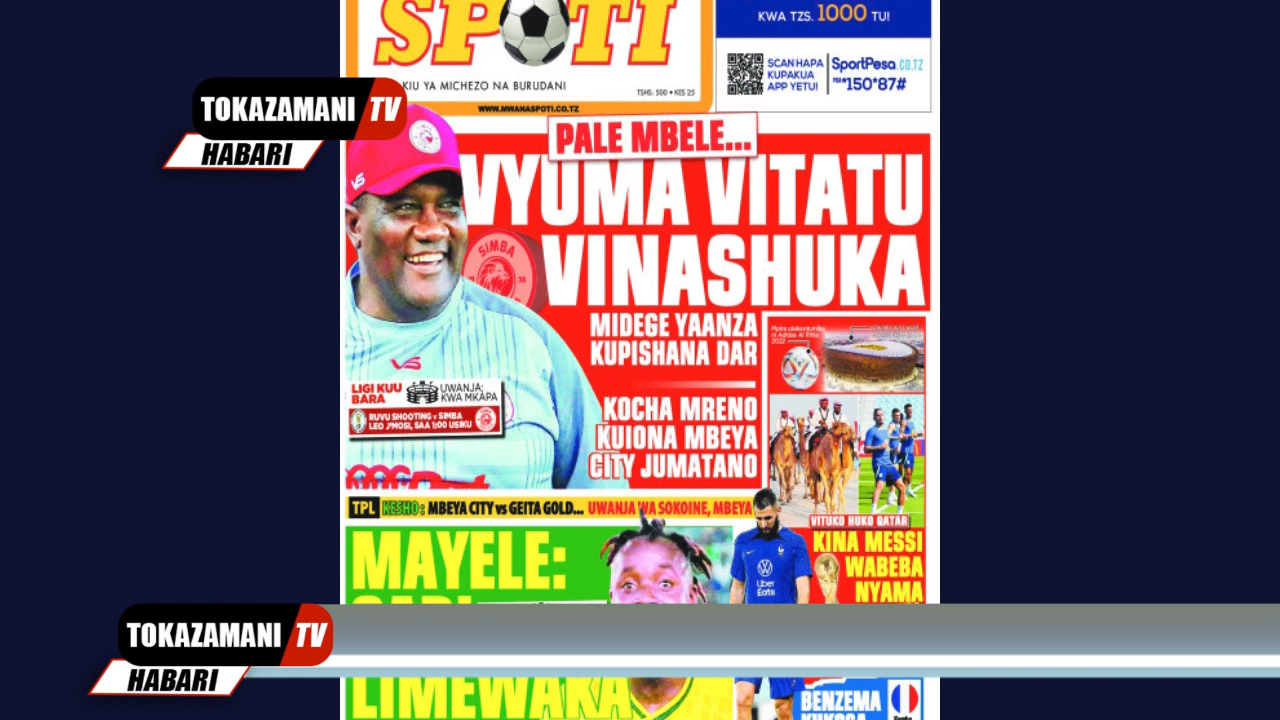 SPOTI
KWA TZS. 1000 TU!
SCAN HAPA
KUPAKUA
APP YETU!
SportPesa.CO.TZ
*150*87#
KIU YA MICHEZO NA BURUDANI
TSHS: 500 • KES 25
WWW.MWANASPOTI.CO.TZ
TOKAZAMANI TV
HABARI
PALE MBELE...
VYUMA VITATU
VINASHUKA
SIMBA
MIDEGE YAANZA
KUPISHANA DAR
KOCHA MRENO
KUIONA MBEYA
CITY JUMATANO
LIGI KUU
BARA
UWANJA:
KWA MKAPA
RUVU SHOOTING v SIMBA
LEO J'MOSI, SAA 1:00 USIKU
TPL KESHO: MBEYA CITY vs GEITA GOLD... UWANJA WA SOKOINE, MBEYA
VITUKO HUKO QATAR
KINA MESSI
WABEBA
NYAMA
Uber
Eats
MAYELE:
TOKAZAMANI TV
HABARI
LIMEWAKA
BENZEMA
KUKOSA